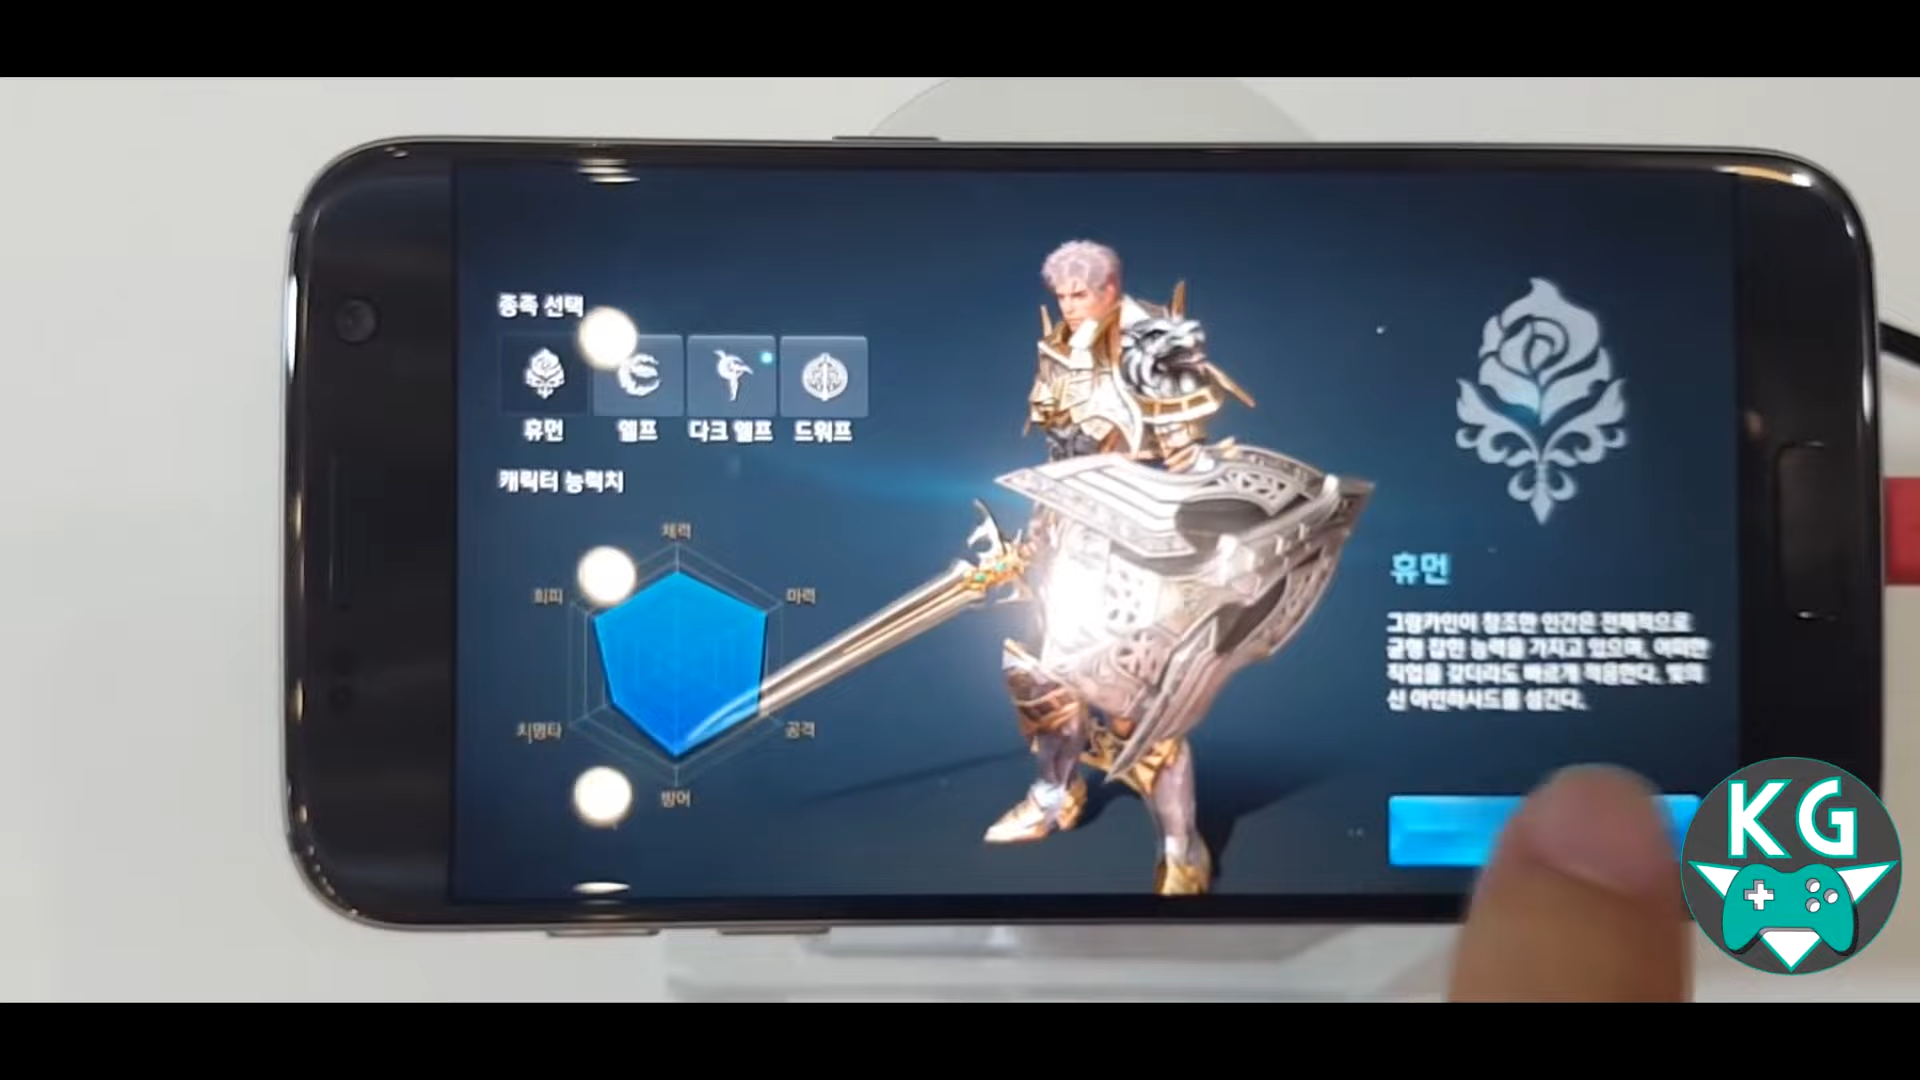 종족 선택
휴먼 엘프 다크 엘프 드워프
캐릭터 능력치
체력
회피 마력
치명타 공격
방어
휴먼
그랑카인이 창조한 인간은 전체적으로
균형 잡힌 능력을 가지고 있으며, 어떠한
직업을 갖더라도 빠르게 적응한다. 빛의
신 아인하사드를 섬긴다.
KG